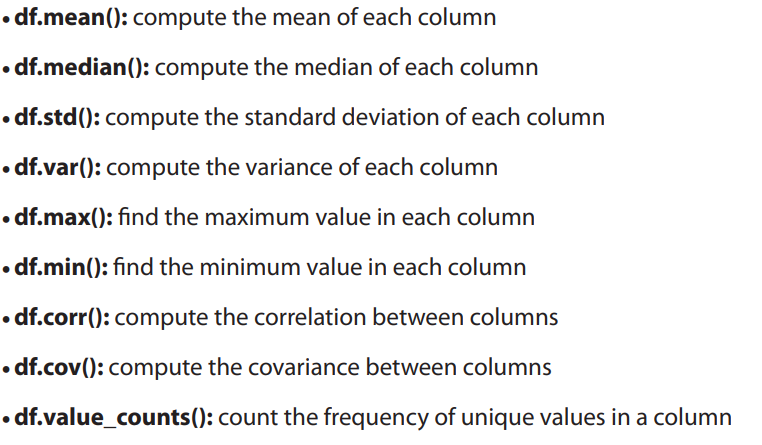 • df.mean(): compute the mean of each column
• df.median(): compute the median of each column
• df.std(): compute the standard deviation of each column
• df.var(): compute the variance of each column
• df.max(): find the maximum value in each column
• df.min(): find the minimum value in each column
• df.corr(): compute the correlation between columns
• df.cov(): compute the covariance between columns
• df.value_counts(): count the frequency of unique values in a column